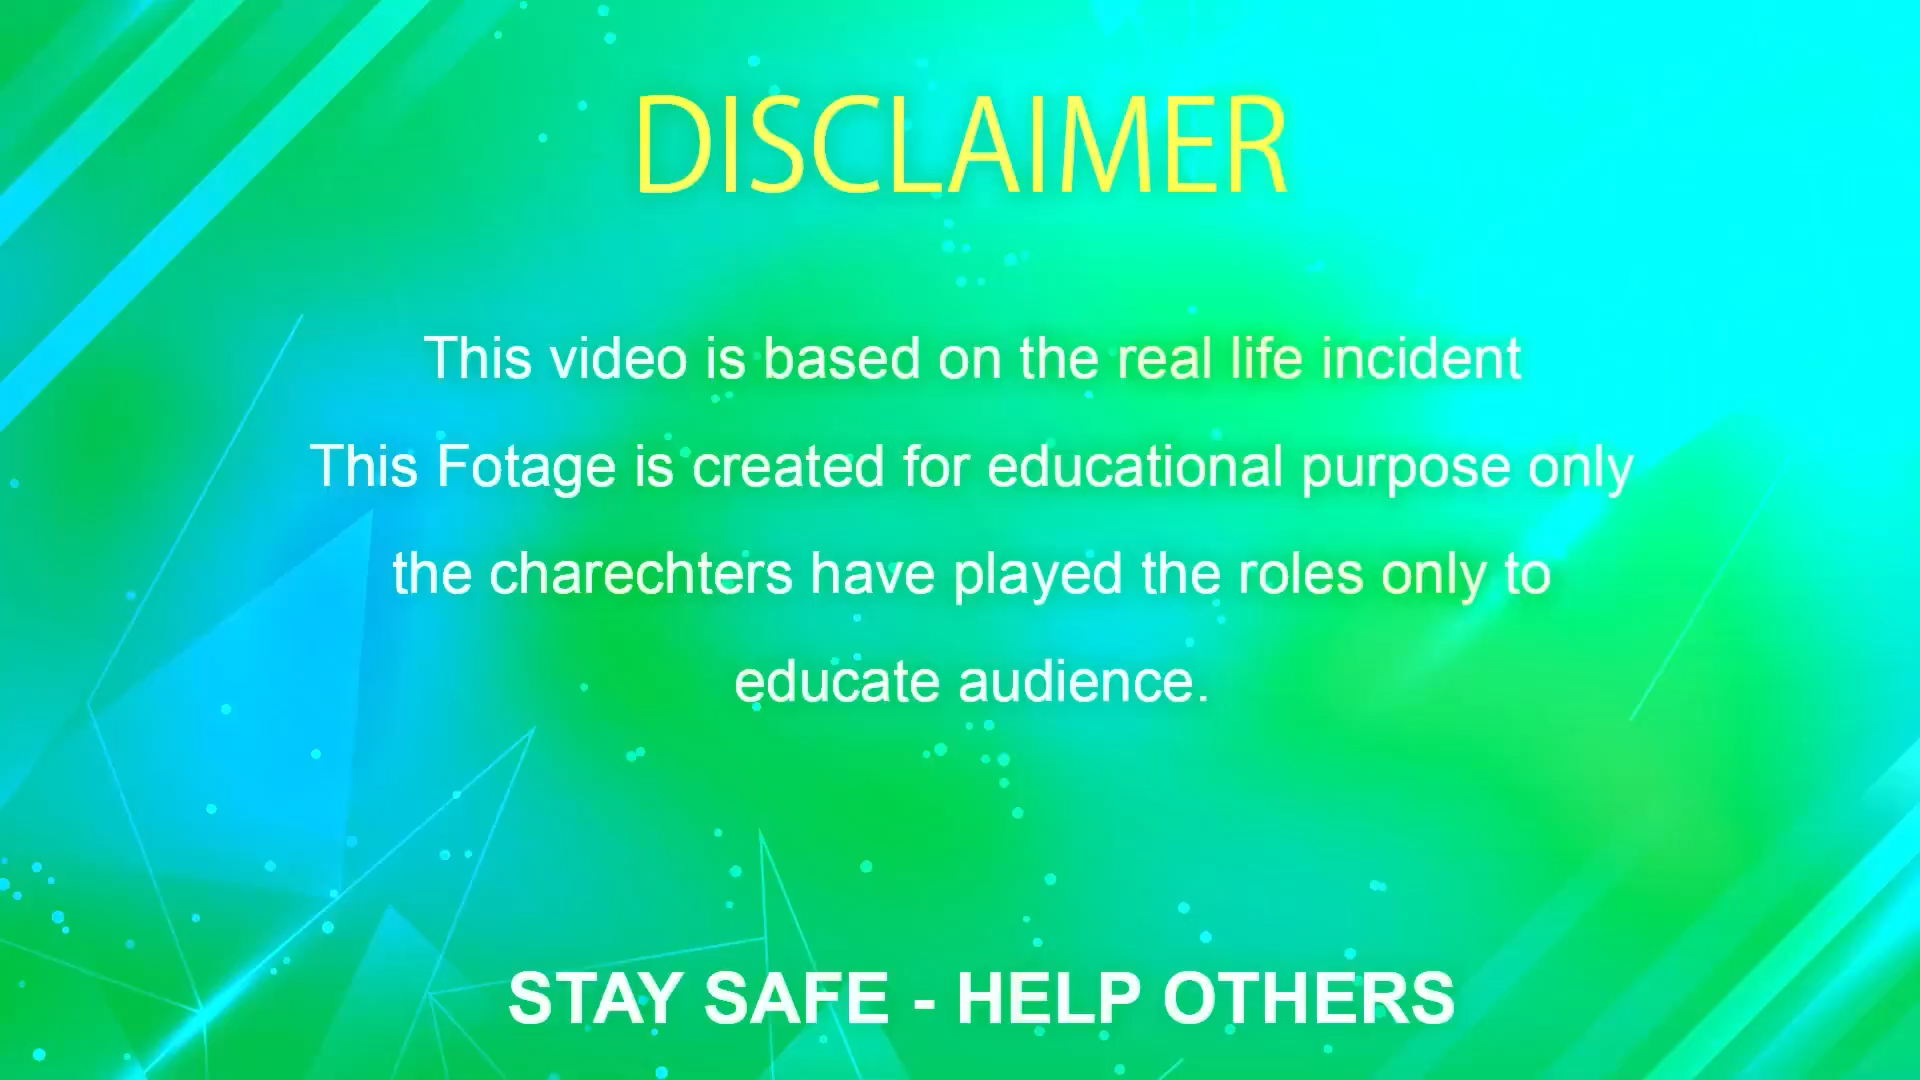 DISCLAIMER
This video is based on the real life incident
This Fotage is created for educational purpose only
the charechters have played the roles only to
educate audience.
STAY SAFE - HELP OTHERS